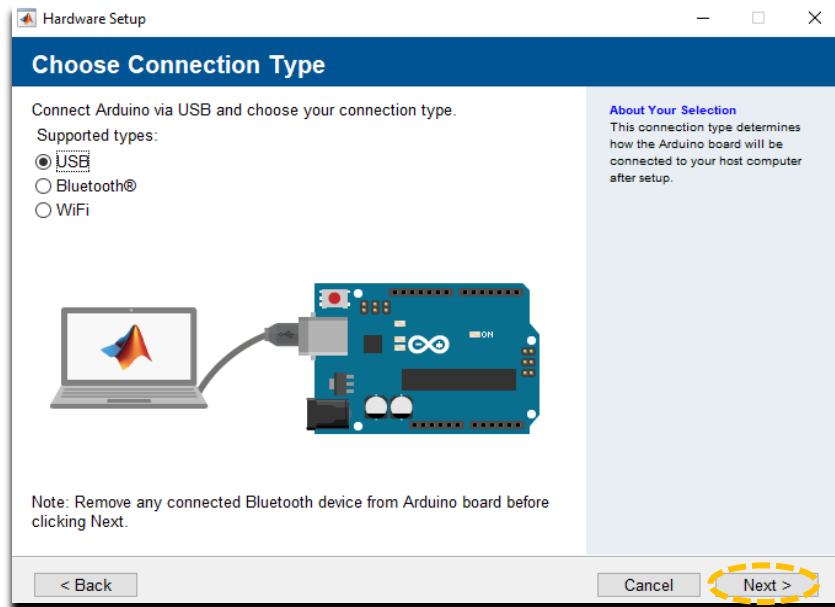 Hardware Setup
Choose Connection Type
Connect Arduino via USB and choose your connection type.
Supported types:
USB
Bluetooth®
WiFi
ON
Note: Remove any connected Bluetooth device from Arduino board before
clicking Next.
About Your Selection
This connection type determines
how the Arduino board will be
connected to your host computer
after setup.
< Back
Cancel
Next >